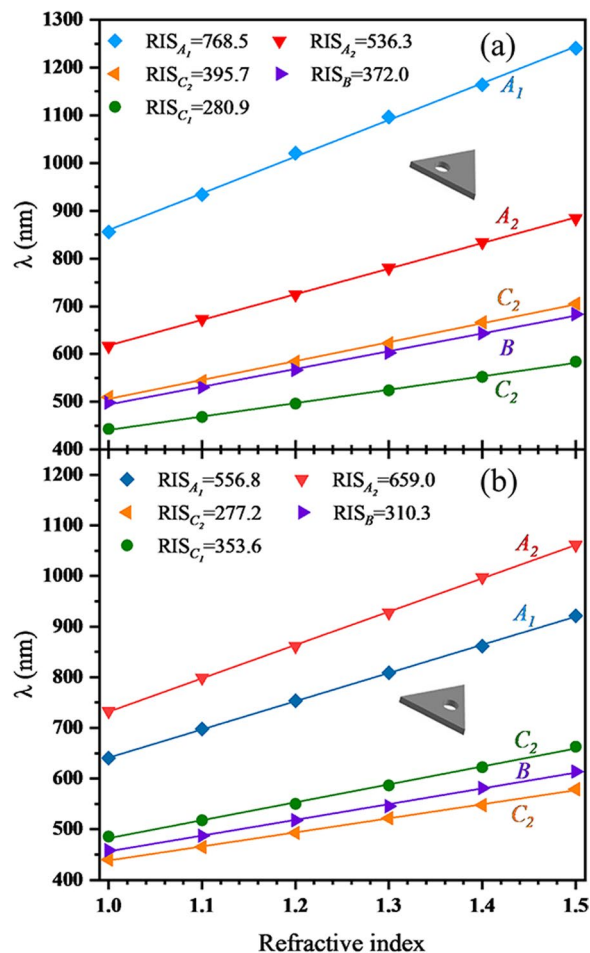 1300
1200
1100
1000
900
800
700
600
500
400
λ (nm)
RIS_A1=768.5 RIS_A2=536.3
RIS_C2=395.7 RIS_B=372.0
RIS_C1=280.9
(a)
A1
A2
C2
B
C2
1200
1100
1000
900
800
700
600
500
400
λ (nm)
RIS_A1=556.8 RIS_A2=659.0
RIS_C2=277.2 RIS_B=310.3
RIS_C1=353.6
(b)
A2
A1
C2
B
C2
1.0 1.1 1.2 1.3 1.4 1.5
Refractive index